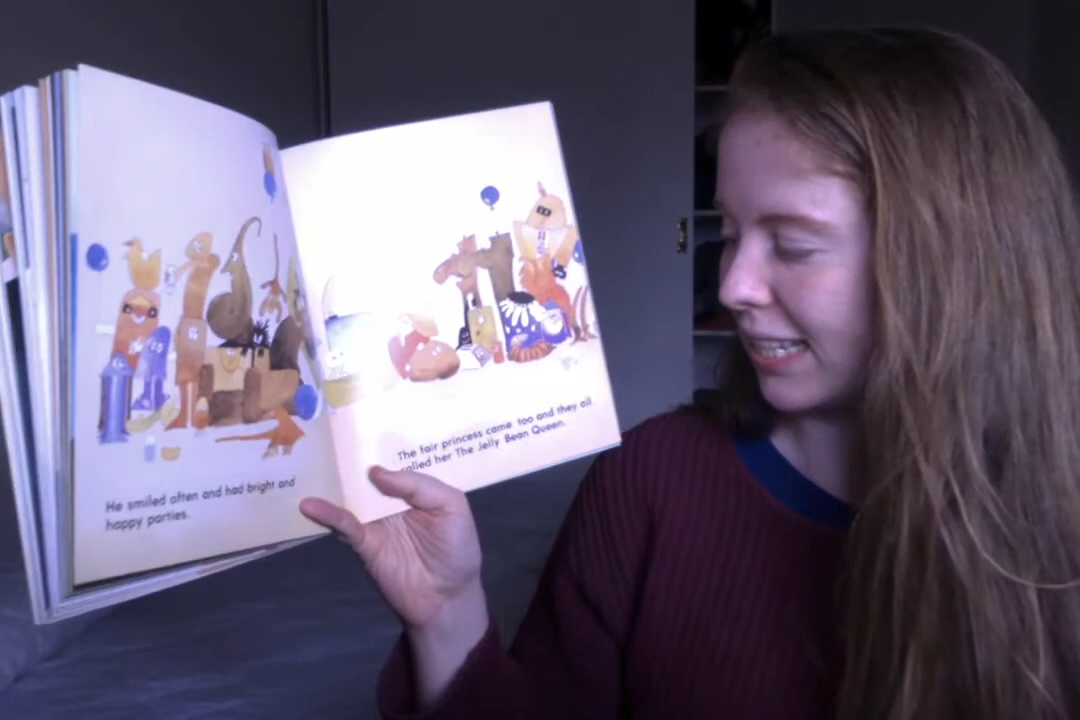 He smiled often and had bright and
happy parties.
The fair princess came too and they all
called her The Jelly Bean Queen.